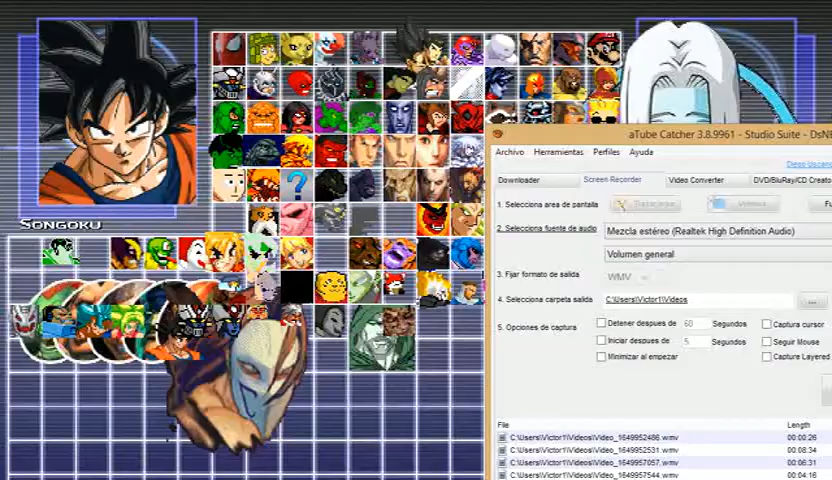 SONGOKU
aTube Catcher 3.8.9961 - Studio Suite - DsN
Archivo Herramientas Perfiles Ayuda
Downloader Screen Recorder Video Converter DVD/BluRay/CD Creato
1. Selecciona area de pantalla
2. Selecciona fuente de audio Mezcla estéreo (Realtek High Definition Audio)
Volumen general
3. Fijar formato de salida WMV
4. Selecciona carpeta salida C:\Users\Victor1\Videos ...
5. Opciones de captura Detener despues de 60 Segundos Captura cursor
Iniciar despues de 5 Segundos Seguir Mouse
Minimizar al empezar Capture Layered
File Length
C:\Users\Victor1\Videos\Video_1649952486.wmv 00:00:26
C:\Users\Victor1\Videos\Video_1649952531.wmv 00:08:34
C:\Users\Victor1\Videos\Video_1649957057.wmv 00:06:31
C:\Users\Victor1\Videos\Video_1649957544.wmv 00:04:16